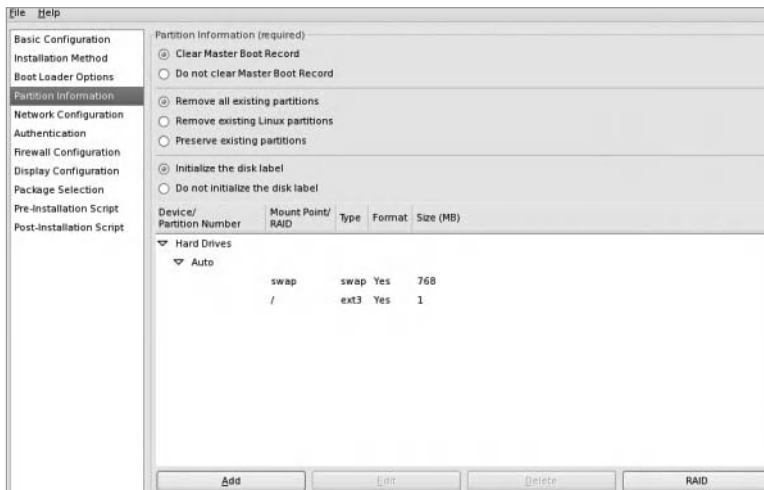 File Help
Basic Configuration
Installation Method
Boot Loader Options
Partition Information
Network Configuration
Authentication
Firewall Configuration
Display Configuration
Package Selection
Pre-Installation Script
Post-Installation Script
Partition Information (required)
Clear Master Boot Record
Do not clear Master Boot Record
Remove all existing partitions
Remove existing Linux partitions
Preserve existing partitions
Initialize the disk label
Do not initialize the disk label
Device/ Partition Number Mount Point/ RAID Type Format Size (MB)
Hard Drives
Auto
swap swap Yes 768
/ ext3 Yes 1
Add Edit Delete RAID